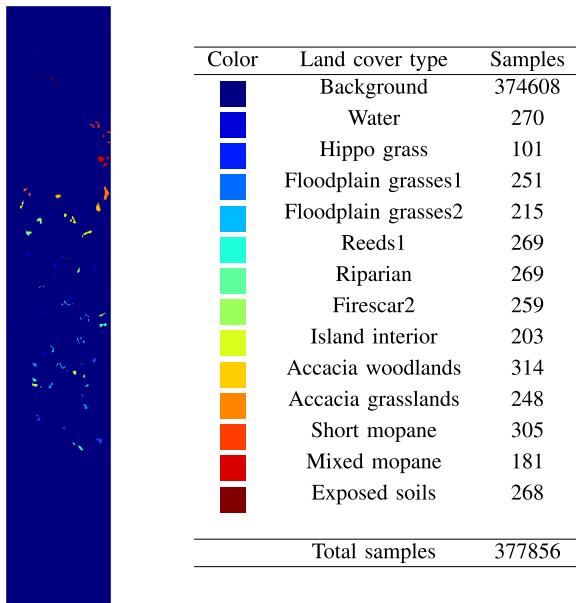 Color Land cover type Samples
Background 374608
Water 270
Hippo grass 101
Floodplain grasses1 251
Floodplain grasses2 215
Reeds1 269
Riparian 269
Firescar2 259
Island interior 203
Accacia woodlands 314
Accacia grasslands 248
Short mopane 305
Mixed mopane 181
Exposed soils 268
Total samples 377856